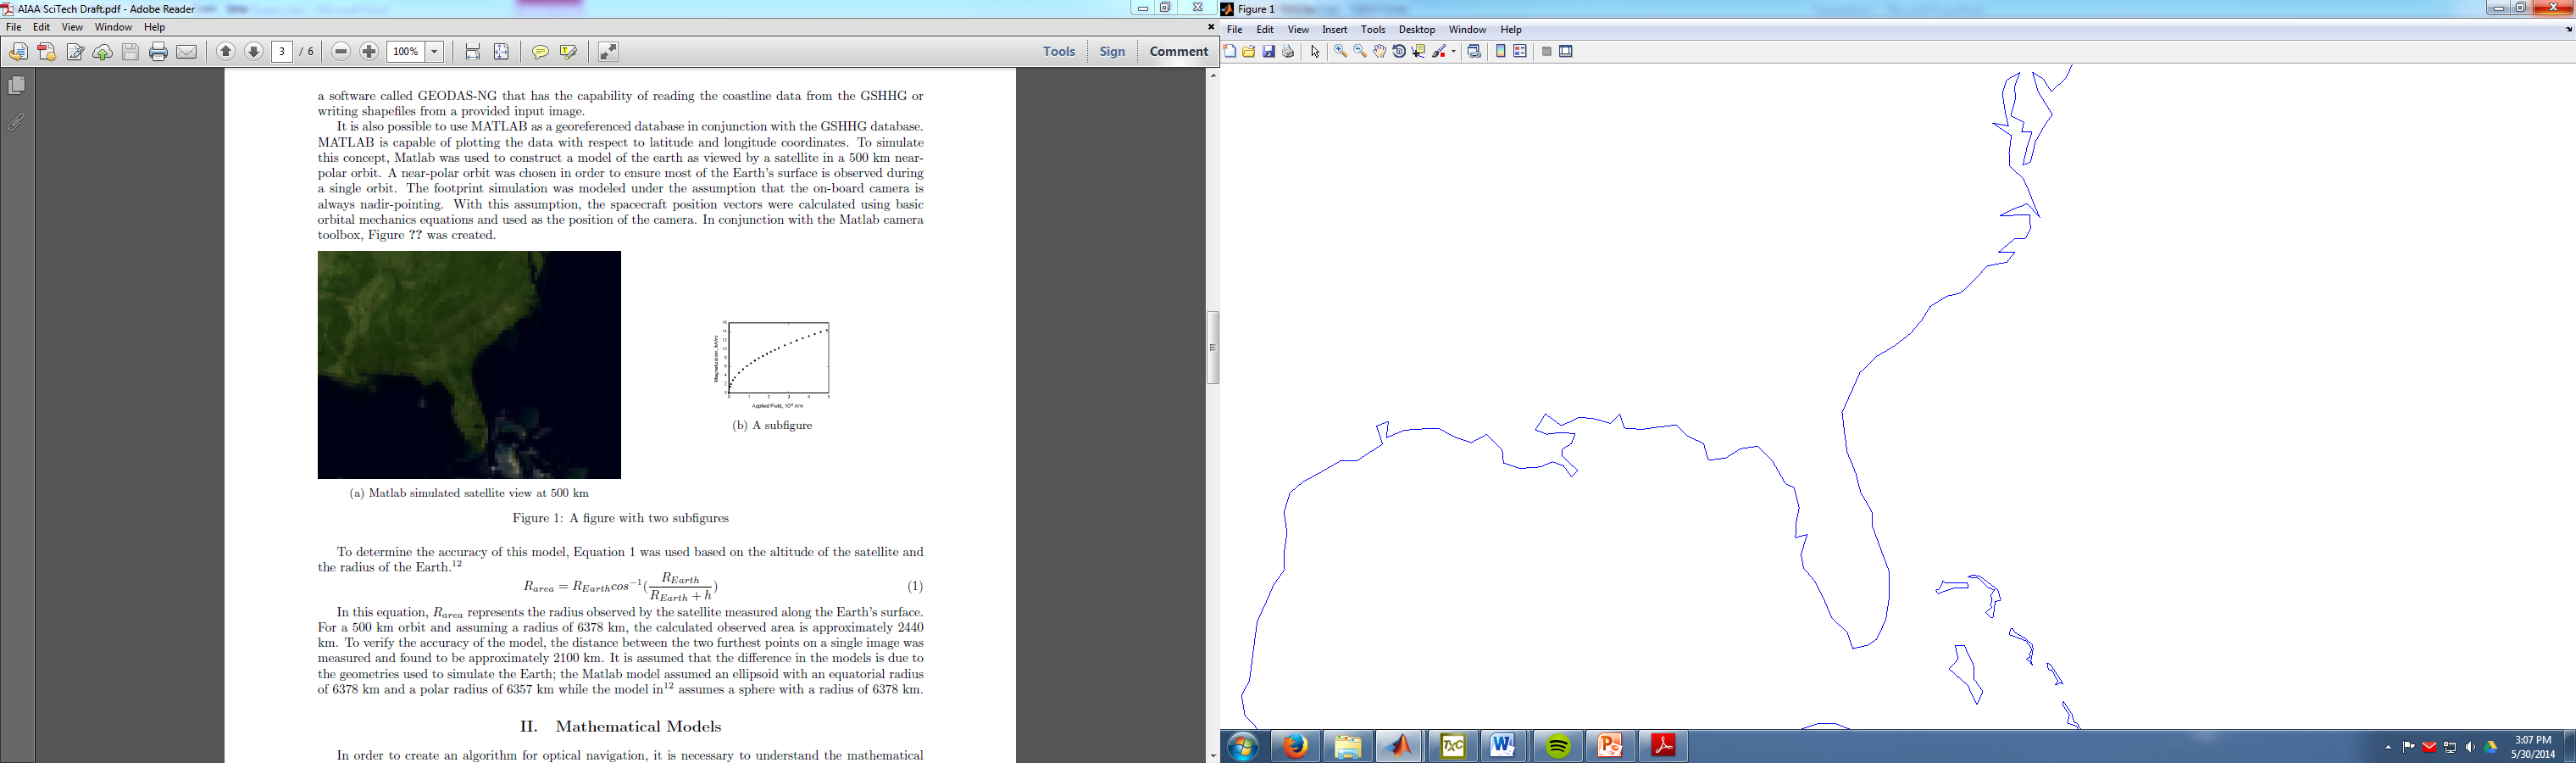 AIAA SciTech Draft.pdf - Adobe Reader
File Edit View Window Help
3 / 6 100% Tools Sign Comment
a software called GEODAS-NG that has the capability of reading the coastline data from the GSHHG or
writing shapefiles from a provided input image.
It is also possible to use MATLAB as a georeferenced database in conjunction with the GSHHG database.
MATLAB is capable of plotting the data with respect to latitude and longitude coordinates. To simulate
this concept, Matlab was used to construct a model of the earth as viewed by a satellite in a 500 km near-
polar orbit. A near-polar orbit was chosen in order to ensure most of the Earth's surface is observed during
a single orbit. The footprint simulation was modeled under the assumption that the on-board camera is
always nadir-pointing. With this assumption, the spacecraft position vectors were calculated using basic
orbital mechanics equations and used as the position of the camera. In conjunction with the Matlab camera
toolbox, Figure ?? was created.
Applied Field, 10⁴ A/m
(b) A subfigure
(a) Matlab simulated satellite view at 500 km
Figure 1: A figure with two subfigures
To determine the accuracy of this model, Equation 1 was used based on the altitude of the satellite and
the radius of the Earth.¹²
R_area = R_Earth cos⁻¹(R_Earth / (R_Earth + h)) (1)
In this equation, R_area represents the radius observed by the satellite measured along the Earth's surface.
For a 500 km orbit and assuming a radius of 6378 km, the calculated observed area is approximately 2440
km. To verify the accuracy of the model, the distance between the two furthest points on a single image was
measured and found to be approximately 2100 km. It is assumed that the difference in the models is due to
the geometries used to simulate the Earth; the Matlab model assumed an ellipsoid with an equatorial radius
of 6378 km and a polar radius of 6357 km while the model in¹² assumes a sphere with a radius of 6378 km.
II. Mathematical Models
In order to create an algorithm for optical navigation, it is necessary to understand the mathematical
Figure 1
File Edit View Insert Tools Desktop Window Help
TXC
3:07 PM
5/30/2014